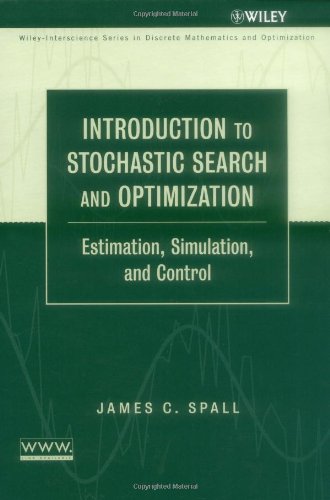 WILEY
Wiley-Interscience Series in Discrete Mathematics and Optimization
INTRODUCTION TO
STOCHASTIC SEARCH
AND OPTIMIZATION
Estimation, Simulation,
and Control
JAMES C. SPALL
WWW.